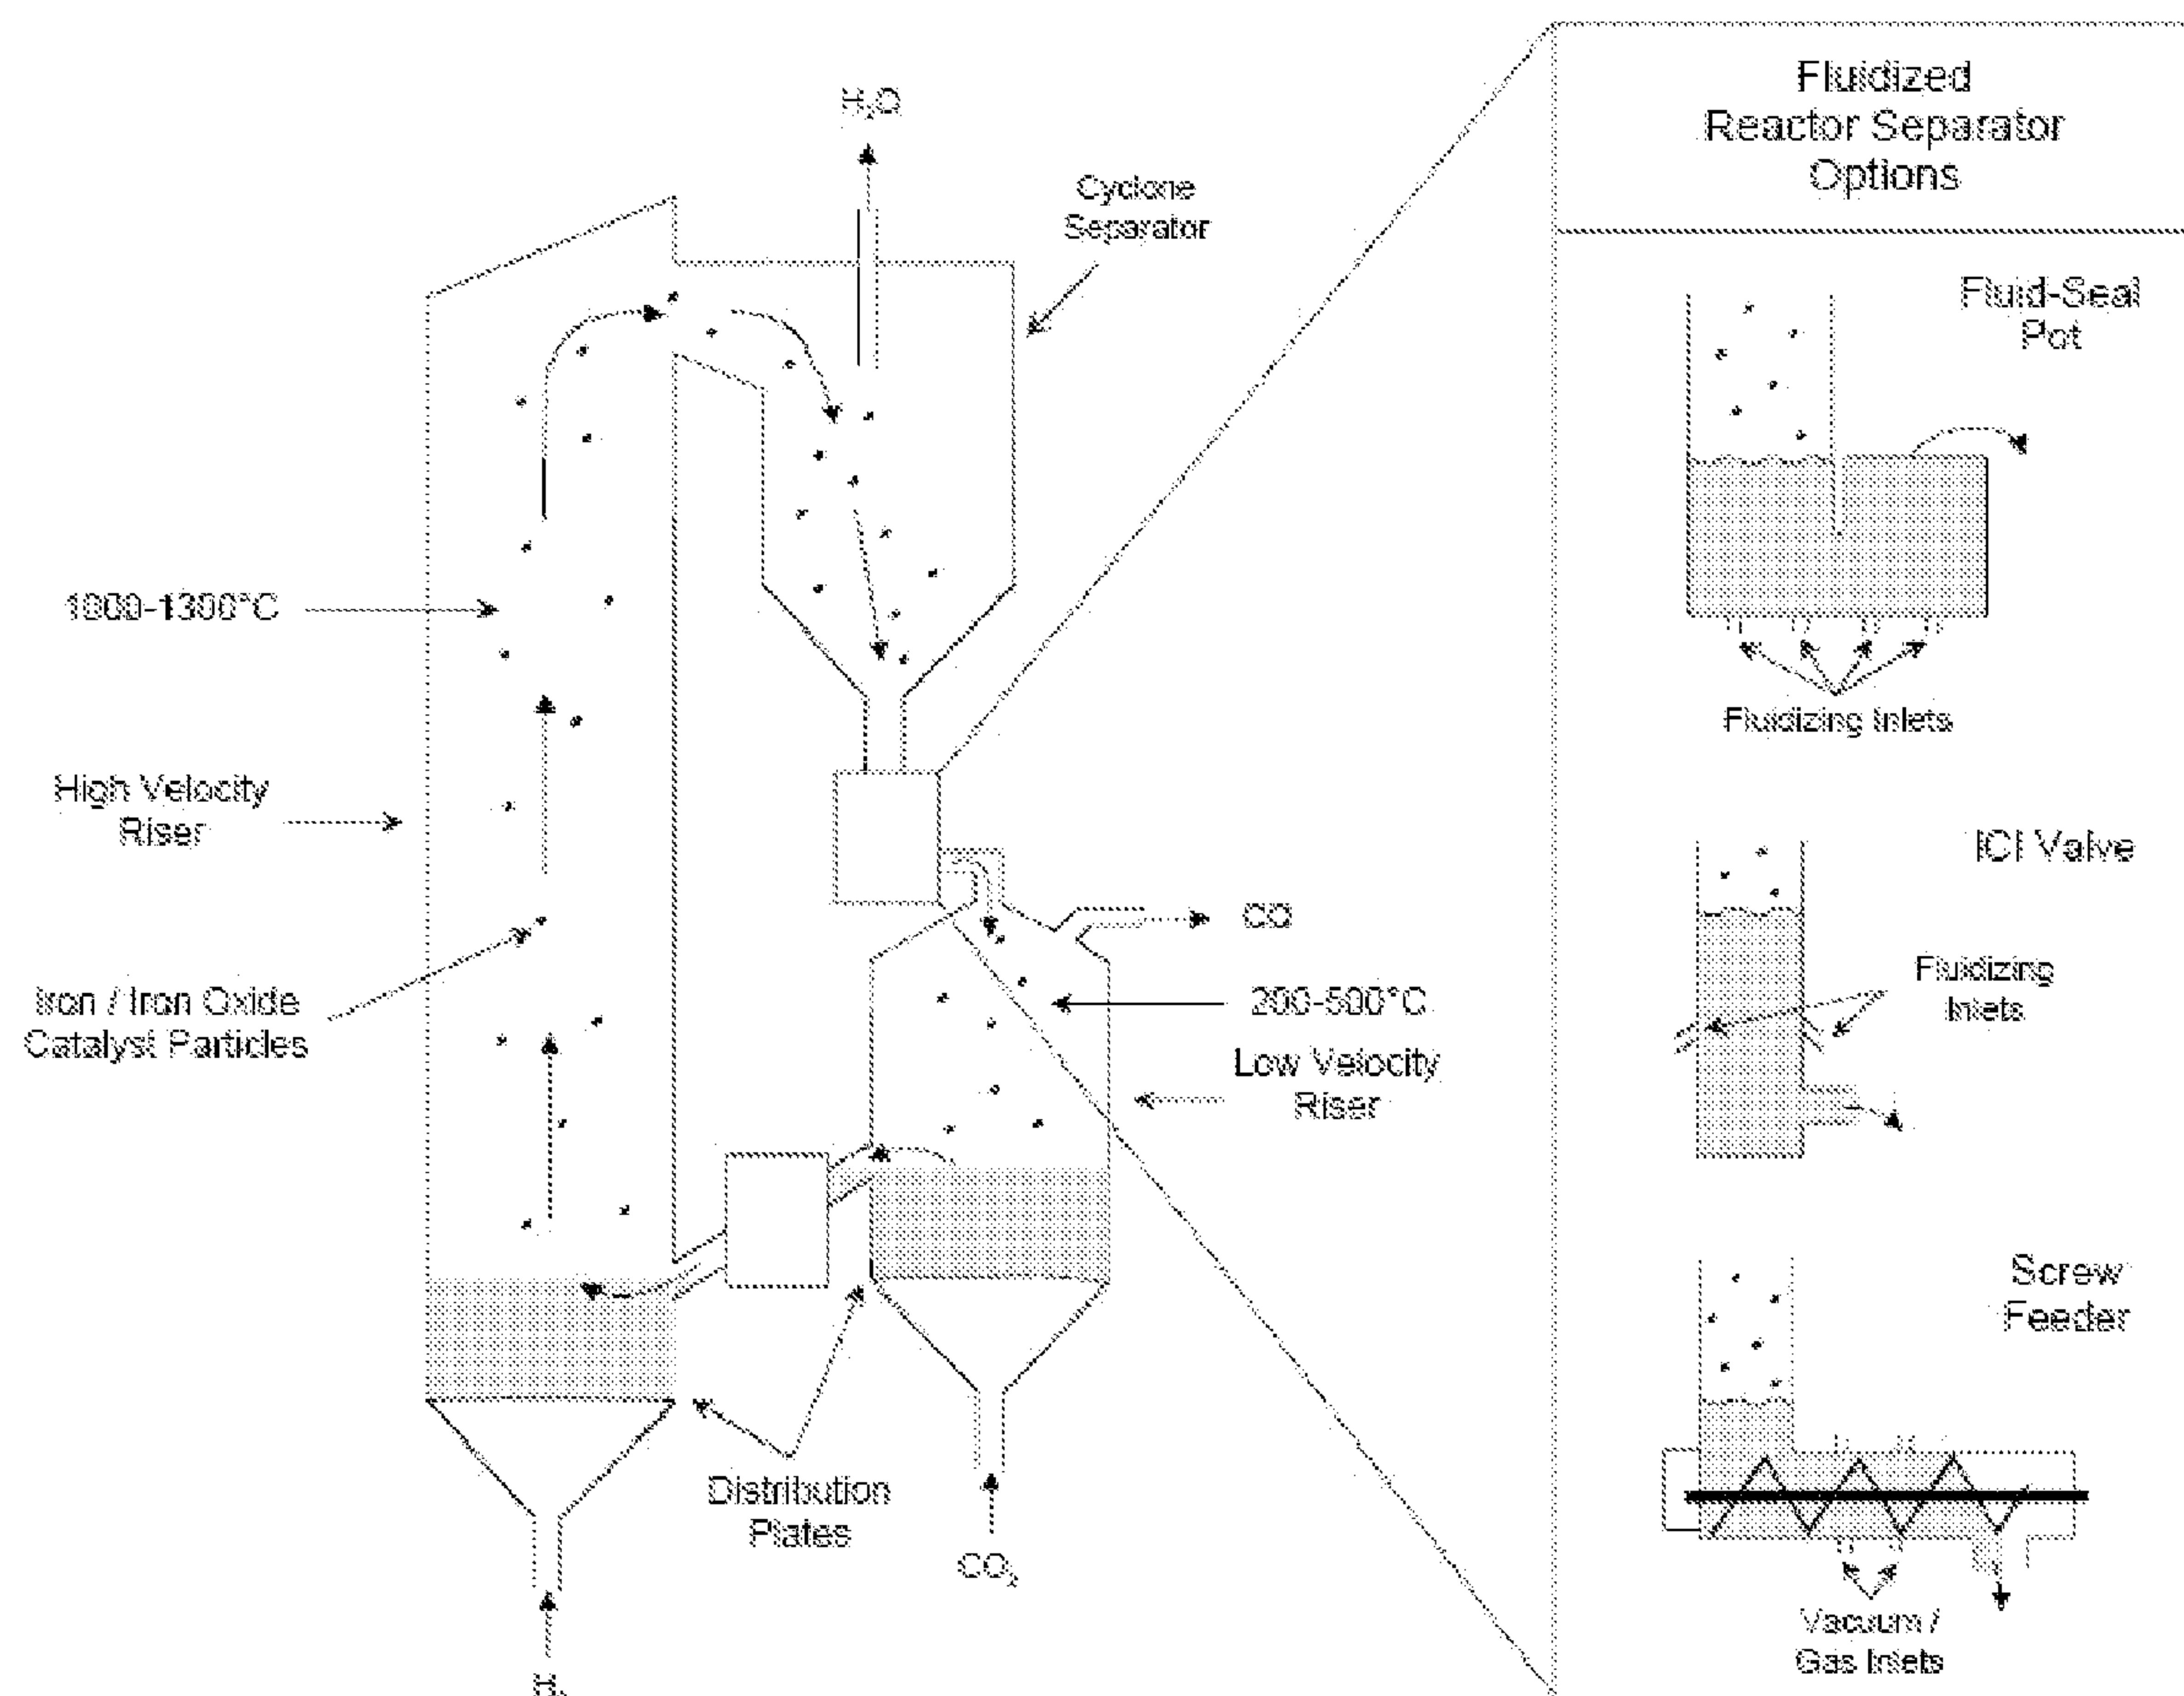 H₂O
Cyclone
Separator
1000-1300°C
High Velocity
Riser
Iron / Iron Oxide
Catalyst Particles
CO
200-500°C
Low Velocity
Riser
Distribution
Plates
CO₂
H₂
Fluidized
Reactor Separator
Options
Fluid-Seal
Pot
Fluidizing Inlets
ICI Valve
Fluidizing
Inlets
Screw
Feeder
Vacuum /
Gas Inlets